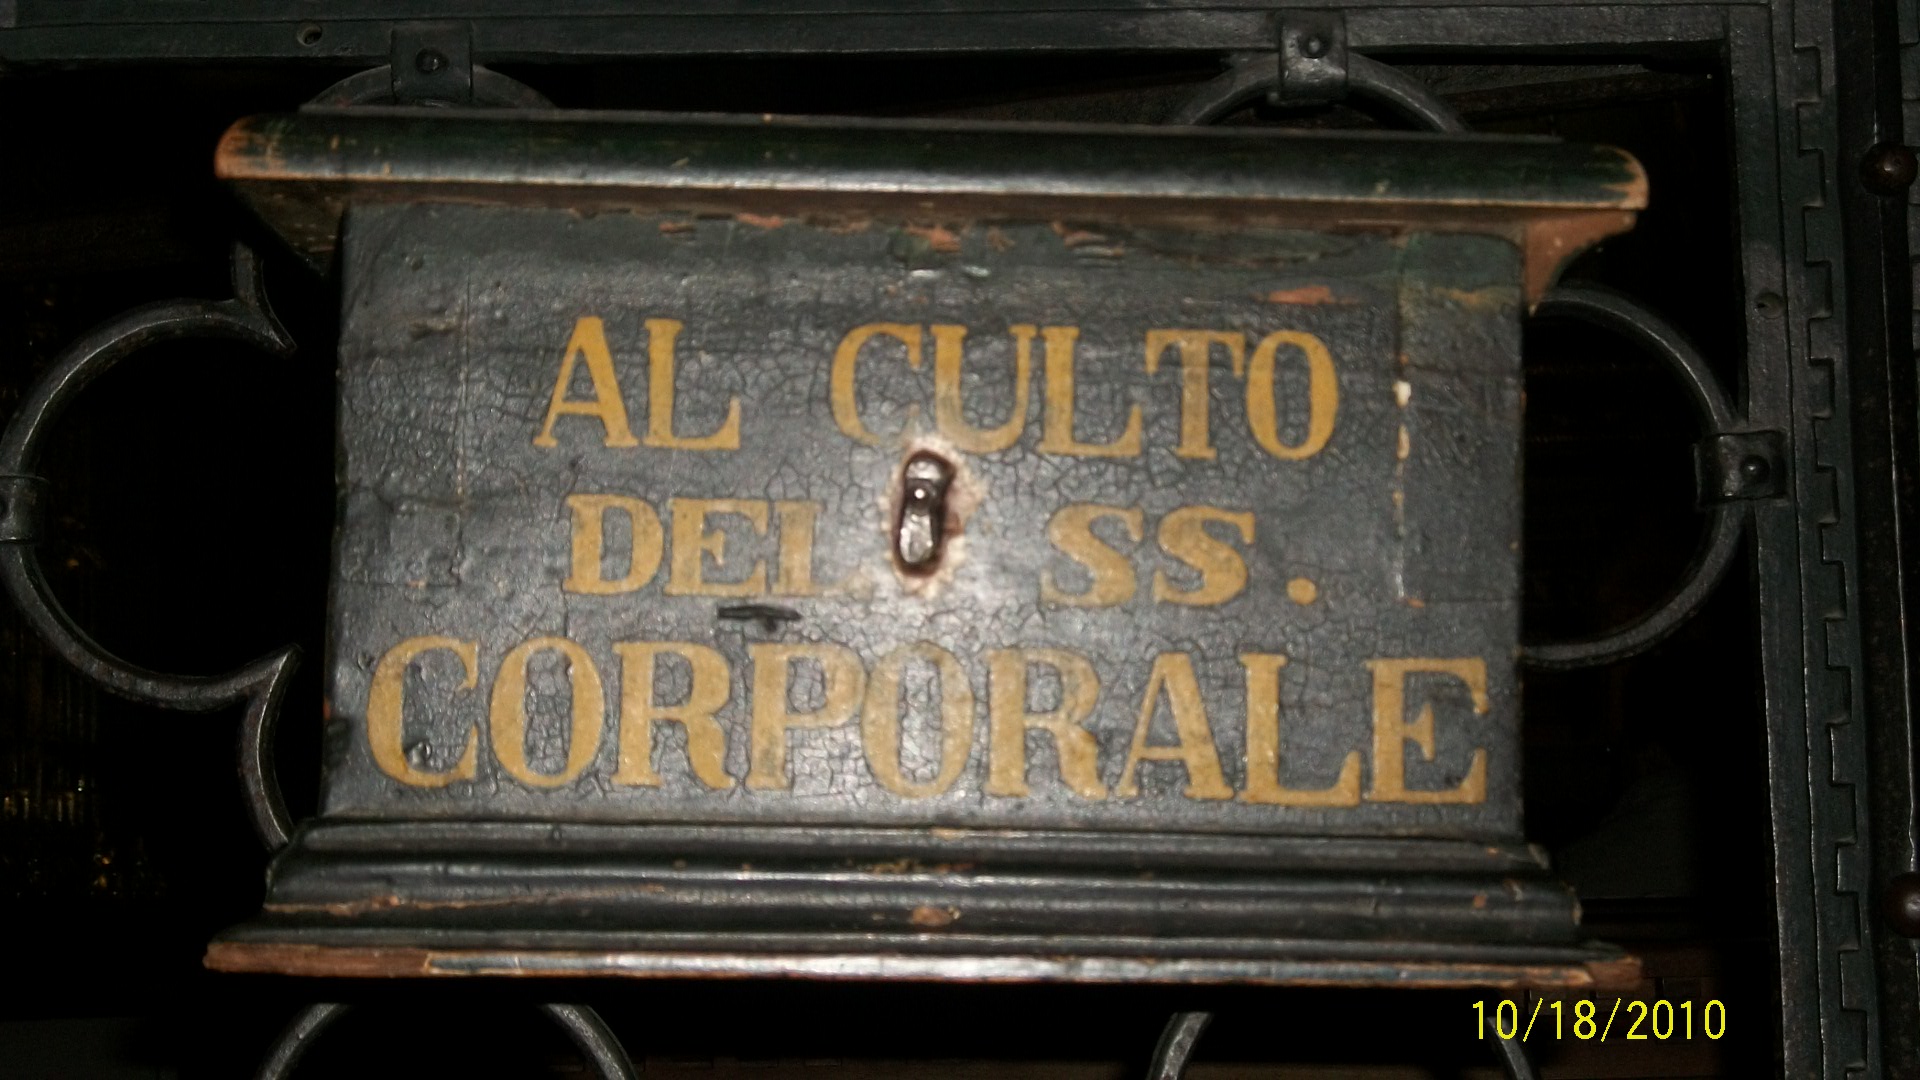 AL CULTO
DEL SS.
CORPORALE
10/18/2010